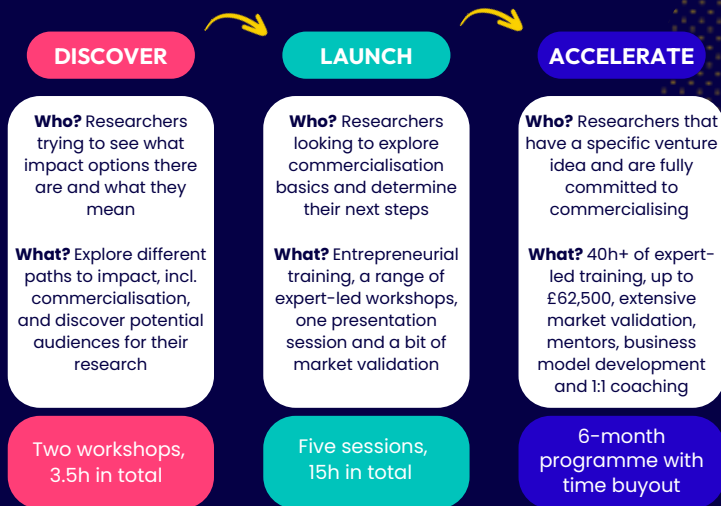 DISCOVER
Who? Researchers
trying to see what
impact options there
are and what they
mean
What? Explore different
paths to impact, incl.
commercialisation,
and discover potential
audiences for their
research
Two workshops,
3.5h in total
LAUNCH
Who? Researchers
looking to explore
commercialisation
basics and determine
their next steps
What? Entrepreneurial
training, a range of
expert-led workshops,
one presentation
session and a bit of
market validation
Five sessions,
15h in total
ACCELERATE
Who? Researchers that
have a specific venture
idea and are fully
committed to
commercialising
What? 40h+ of expert-
led training, up to
£62,500, extensive
market validation,
mentors, business
model development
and 1:1 coaching
6-month
programme with
time buyout